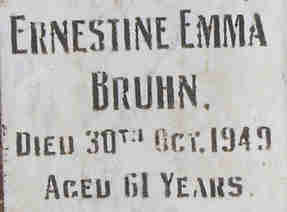 ERNESTINE EMMA
BRUHN.
DIED 30TH OCT. 1949
AGED 61 YEARS.